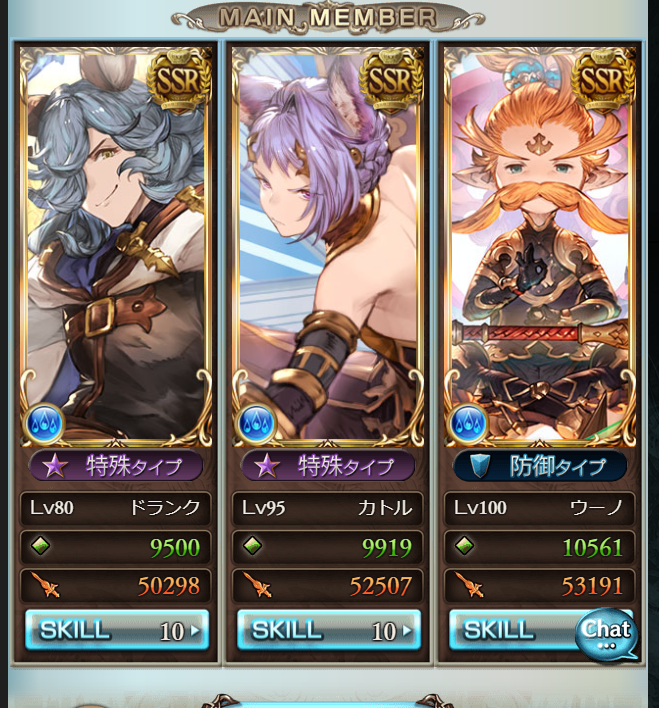 MAIN MEMBER
SSR
SSR
SSR
特殊タイプ
特殊タイプ
防御タイプ
Lv80 ドランク
Lv95 カトル
Lv100 ウーノ
9500
9919
10561
50298
52507
53191
SKILL 10
SKILL 10
SKILL
Chat
...